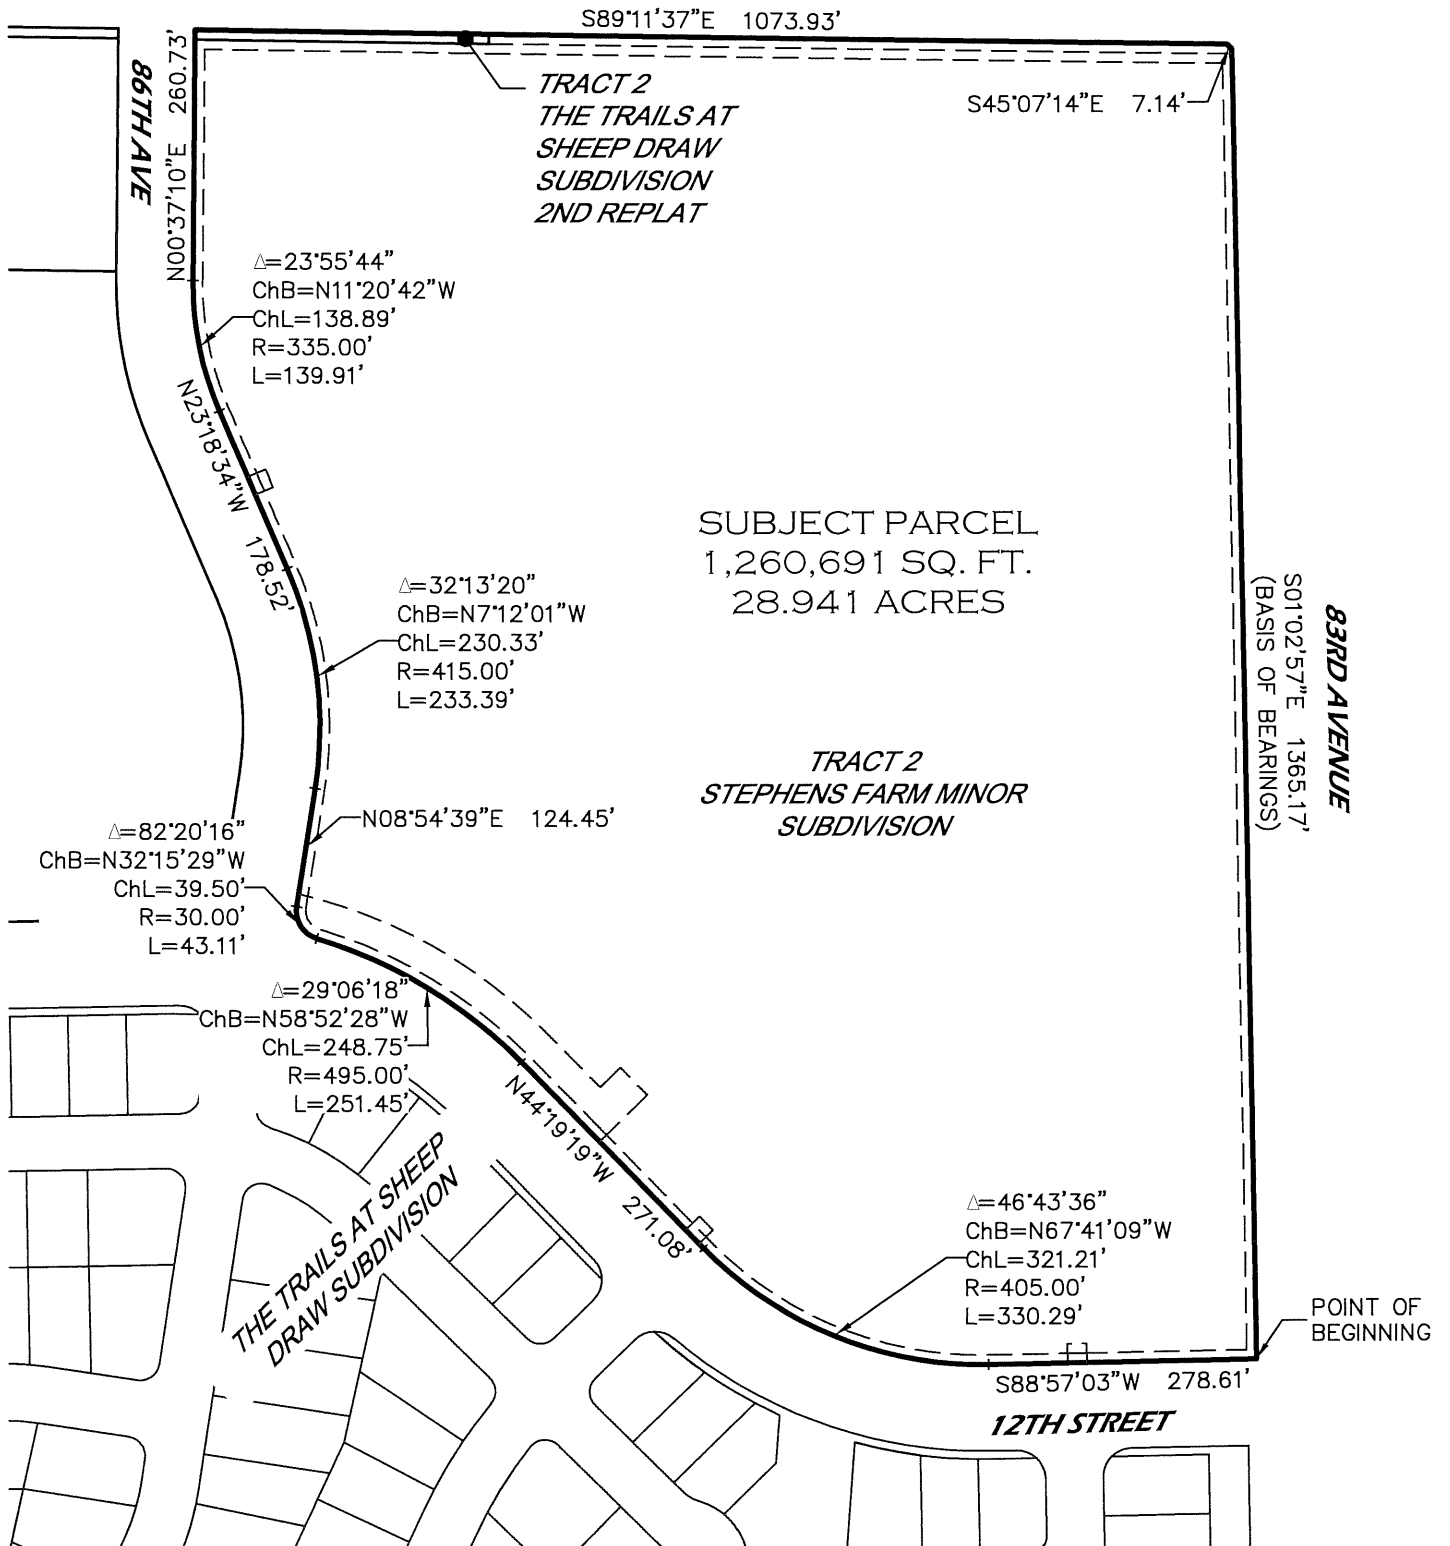 S89°11'37"E 1073.93'
86TH AVE
N00°37'10"E 260.73'
TRACT 2
THE TRAILS AT
SHEEP DRAW
SUBDIVISION
2ND REPLAT
S45°07'14"E 7.14'
Δ=23°55'44"
ChB=N11°20'42"W
ChL=138.89'
R=335.00'
L=139.91'
N23°18'34"W 178.52'
SUBJECT PARCEL
1,260,691 SQ. FT.
28.941 ACRES
Δ=32°13'20"
ChB=N7°12'01"W
ChL=230.33'
R=415.00'
L=233.39'
83RD AVENUE
S01°02'57"E 1365.17'
(BASIS OF BEARINGS)
TRACT 2
STEPHENS FARM MINOR
SUBDIVISION
N08°54'39"E 124.45'
Δ=82°20'16"
ChB=N32°15'29"W
ChL=39.50'
R=30.00'
L=43.11'
Δ=29°06'18"
ChB=N58°52'28"W
ChL=248.75'
R=495.00'
L=251.45'
N44°19'19"W 271.08'
THE TRAILS AT SHEEP
DRAW SUBDIVISION
Δ=46°43'36"
ChB=N67°41'09"W
ChL=321.21'
R=405.00'
L=330.29'
POINT OF
BEGINNING
S88°57'03"W 278.61'
12TH STREET